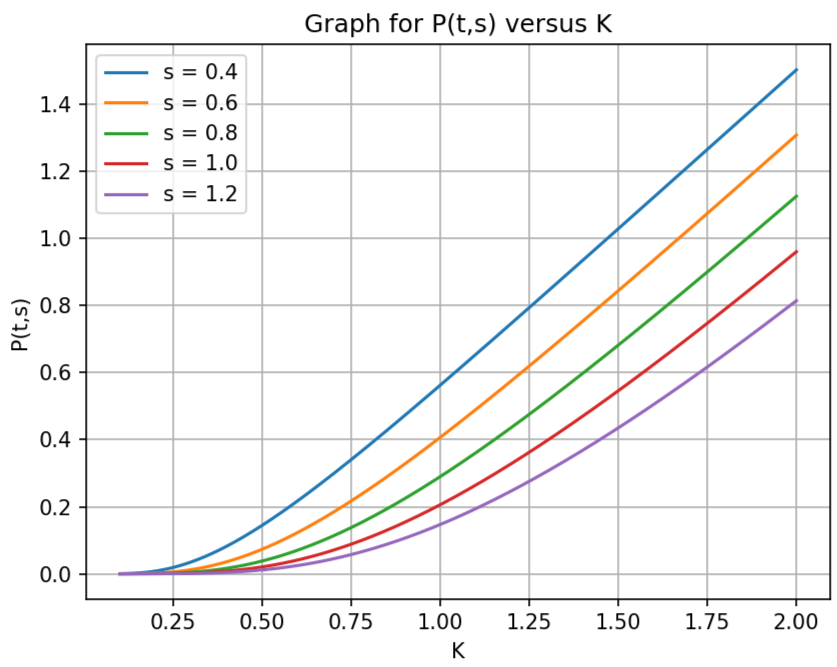 Graph for P(t,s) versus K
s = 0.4
s = 0.6
s = 0.8
s = 1.0
s = 1.2
P(t,s)
1.4
1.2
1.0
0.8
0.6
0.4
0.2
0.0
0.25 0.50 0.75 1.00 1.25 1.50 1.75 2.00
K